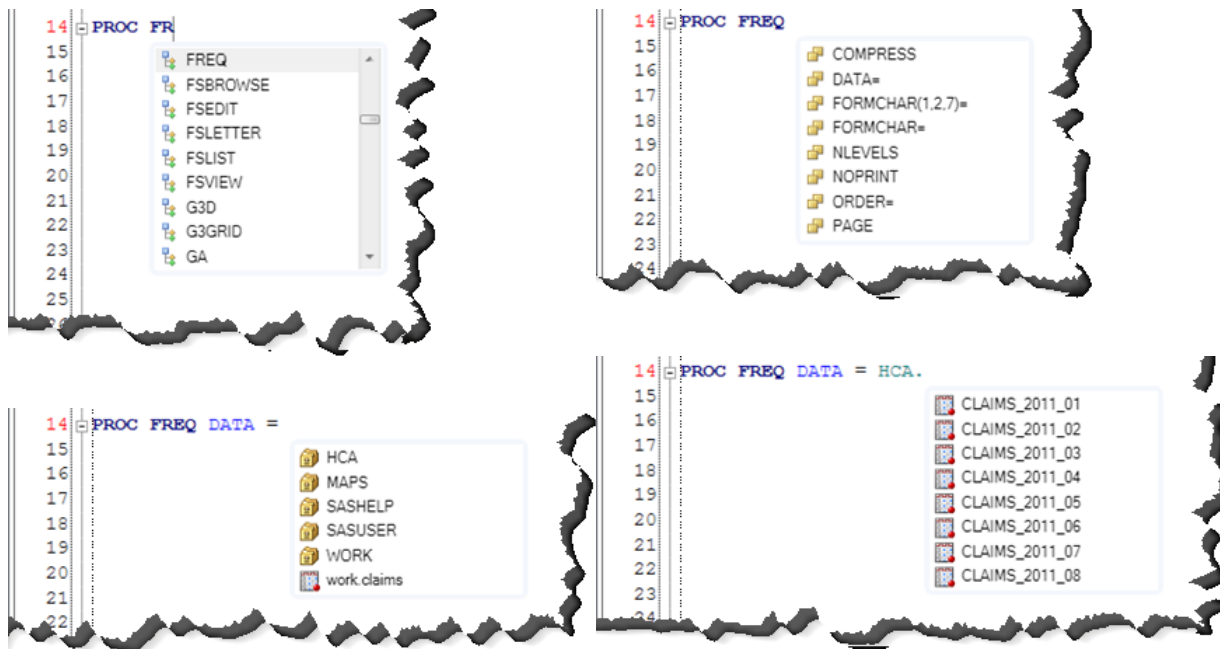 14 PROC FR
15 FREQ
16 FSBROWSE
17 FSEDIT
18 FSLETTER
19 FSLIST
20 FSVIEW
21 G3D
22 G3GRID
23 GA
24
25
14 PROC FREQ
15 COMPRESS
16 DATA=
17 FORMCHAR(1,2,7)=
18 FORMCHAR=
19 NLEVELS
20 NOPRINT
21 ORDER=
22 PAGE
23
24
14 PROC FREQ DATA =
15 HCA
16 MAPS
17 SASHELP
18 SASUSER
19 WORK
20 work.claims
21
22
14 PROC FREQ DATA = HCA.
15 CLAIMS_2011_01
16 CLAIMS_2011_02
17 CLAIMS_2011_03
18 CLAIMS_2011_04
19 CLAIMS_2011_05
20 CLAIMS_2011_06
21 CLAIMS_2011_07
22 CLAIMS_2011_08
23
24